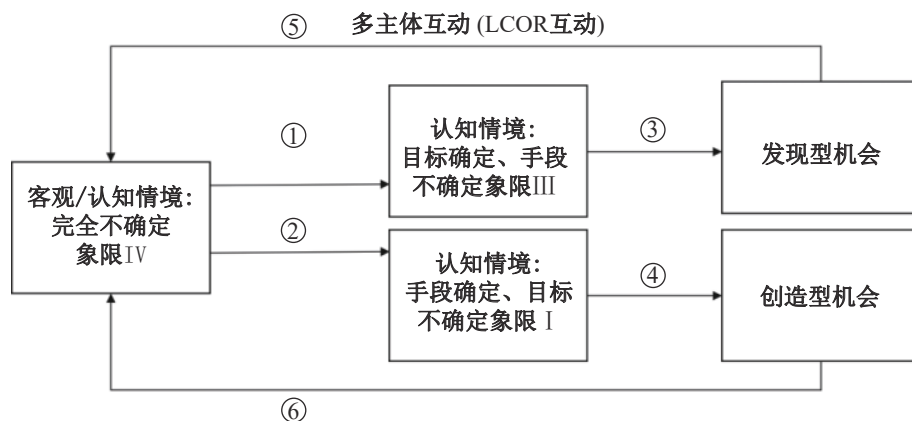 ⑤ 多主体互动 (LCOR互动)
①
认知情境:
目标确定、手段
不确定象限Ⅲ
③
发现型机会
客观/认知情境:
完全不确定
象限Ⅳ
②
认知情境:
手段确定、目标
不确定象限Ⅰ
④
创造型机会
⑥